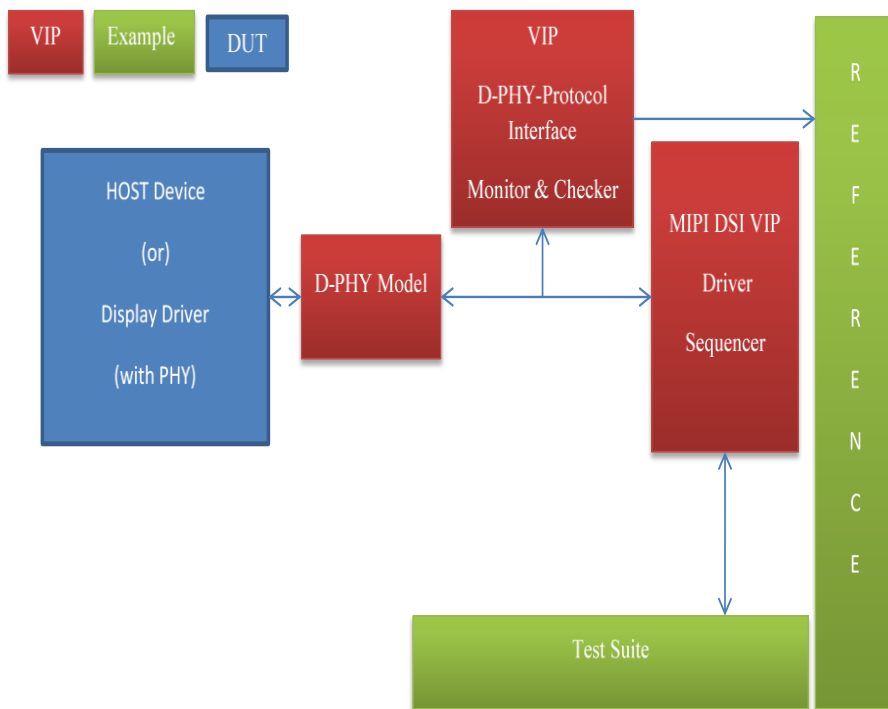 VIP
Example
DUT
VIP
D-PHY-Protocol
Interface
Monitor & Checker
HOST Device
(or)
Display Driver
(with PHY)
D-PHY Model
MIPI DSI VIP
Driver
Sequencer
R
E
F
E
R
E
N
C
E
Test Suite